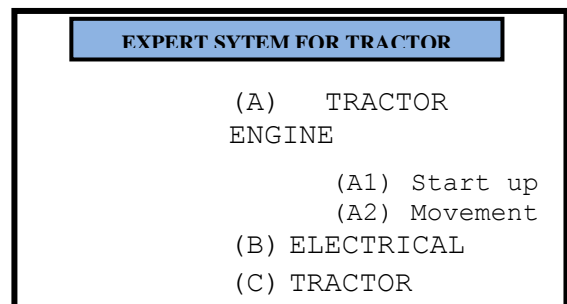 EXPERT SYTEM FOR TRACTOR
(A) TRACTOR
ENGINE
(A1) Start up
(A2) Movement
(B) ELECTRICAL
(C) TRACTOR